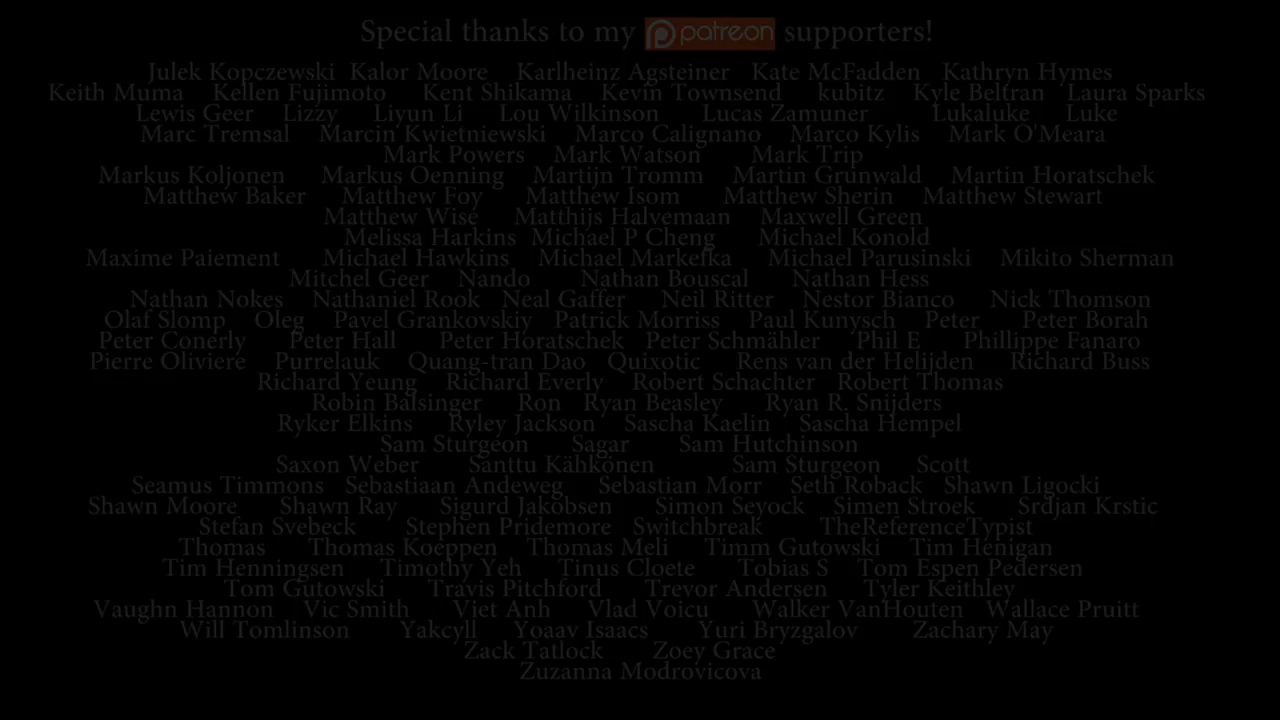 Special thanks to my patreon supporters!
Julek Kopczewski Kalor Moore Karlheinz Agsteiner Kate McFadden Kathryn Hymes
Keith Muma Kellen Fujimoto Kent Shikama Kevin Townsend kubitz Kyle Beltran Laura Sparks
Lewis Geer Lizzy Liyun Li Lou Wilkinson Lucas Zamuner Lukaluke Luke
Marc Tremsal Marcin Kwietniewski Marco Calignano Marco Kylis Mark O'Meara
Mark Powers Mark Watson Mark Trip
Markus Koljonen Markus Oenning Martijn Tromm Martin Grunwald Martin Horatschek
Matthew Baker Matthew Foy Matthew Isom Matthew Sherin Matthew Stewart
Matthew Wise Matthijs Halvemaan Maxwell Green
Melissa Harkins Michael P Cheng Michael Konold
Maxime Paiement Michael Hawkins Michael Markefka Michael Parusinski Mikito Sherman
Mitchel Geer Nando Nathan Bouscal Nathan Hess
Nathan Nokes Nathaniel Rook Neal Gaffer Neil Ritter Nestor Bianco Nick Thomson
Olaf Slomp Oleg Pavel Grankovskiy Patrick Morriss Paul Kunysch Peter Peter Borah
Peter Conerly Peter Hall Peter Horatschek Peter Schmähler Phil E Phillippe Fanaro
Pierre Oliviere Purrelauk Quang-tran Dao Quixotic Rens van der Helijden Richard Buss
Richard Yeung Richard Everly Robert Schachter Robert Thomas
Robin Balsinger Ron Ryan Beasley Ryan R. Snijders
Ryker Elkins Ryley Jackson Sascha Kaelin Sascha Hempel
Sam Sturgeon Sagar Sam Hutchinson
Saxon Weber Santtu Kähkönen Sam Sturgeon Scott
Seamus Timmons Sebastiaan Andeweg Sebastian Morr Seth Roback Shawn Ligocki
Shawn Moore Shawn Ray Sigurd Jakobsen Simon Seyock Simen Stroek Srdjan Krstic
Stefan Svebeck Stephen Pridemore Switchbreak TheReferenceTypist
Thomas Thomas Koeppen Thomas Meli Timm Gutowski Tim Henigan
Tim Henningsen Timothy Yeh Tinus Cloete Tobias S Tom Espen Pedersen
Tom Gutowski Travis Pitchford Trevor Andersen Tyler Keithley
Vaughn Hannon Vic Smith Viet Anh Vlad Voicu Walker VanHouten Wallace Pruitt
Will Tomlinson Yakcyll Yoaav Isaacs Yuri Bryzgalov Zachary May
Zack Tatlock Zoey Grace
Zuzanna Modrovicova